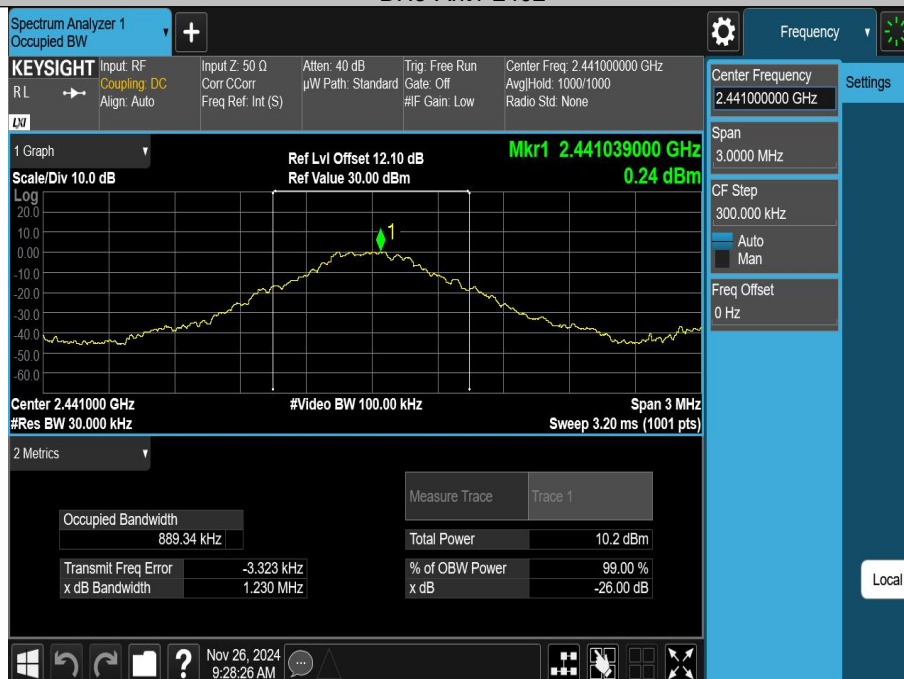 Spectrum Analyzer 1
Occupied BW
+
Frequency
KEYSIGHT
RL
LXI
Input: RF
Coupling: DC
Align: Auto
Input Z: 50 Ω
Corr CCorr
Freq Ref: Int (S)
Atten: 40 dB
µW Path: Standard
Trig: Free Run
Gate: Off
#IF Gain: Low
Center Freq: 2.441000000 GHz
Avg|Hold: 1000/1000
Radio Std: None
Center Frequency
2.441000000 GHz
Settings
Span
3.0000 MHz
CF Step
300.000 kHz
Auto
Man
Freq Offset
0 Hz
Local
1 Graph
Scale/Div 10.0 dB
Ref Lvl Offset 12.10 dB
Ref Value 30.00 dBm
Mkr1 2.441039000 GHz
0.24 dBm
Log
20.0
10.0
0.00
-10.0
-20.0
-30.0
-40.0
-50.0
-60.0
1
Center 2.441000 GHz
#Video BW 100.00 kHz
Span 3 MHz
#Res BW 30.000 kHz
Sweep 3.20 ms (1001 pts)
2 Metrics
Measure Trace
Trace 1
Occupied Bandwidth
889.34 kHz
Total Power
10.2 dBm
Transmit Freq Error
-3.323 kHz
% of OBW Power
99.00 %
x dB Bandwidth
1.230 MHz
x dB
-26.00 dB
?
Nov 26, 2024
9:28:26 AM